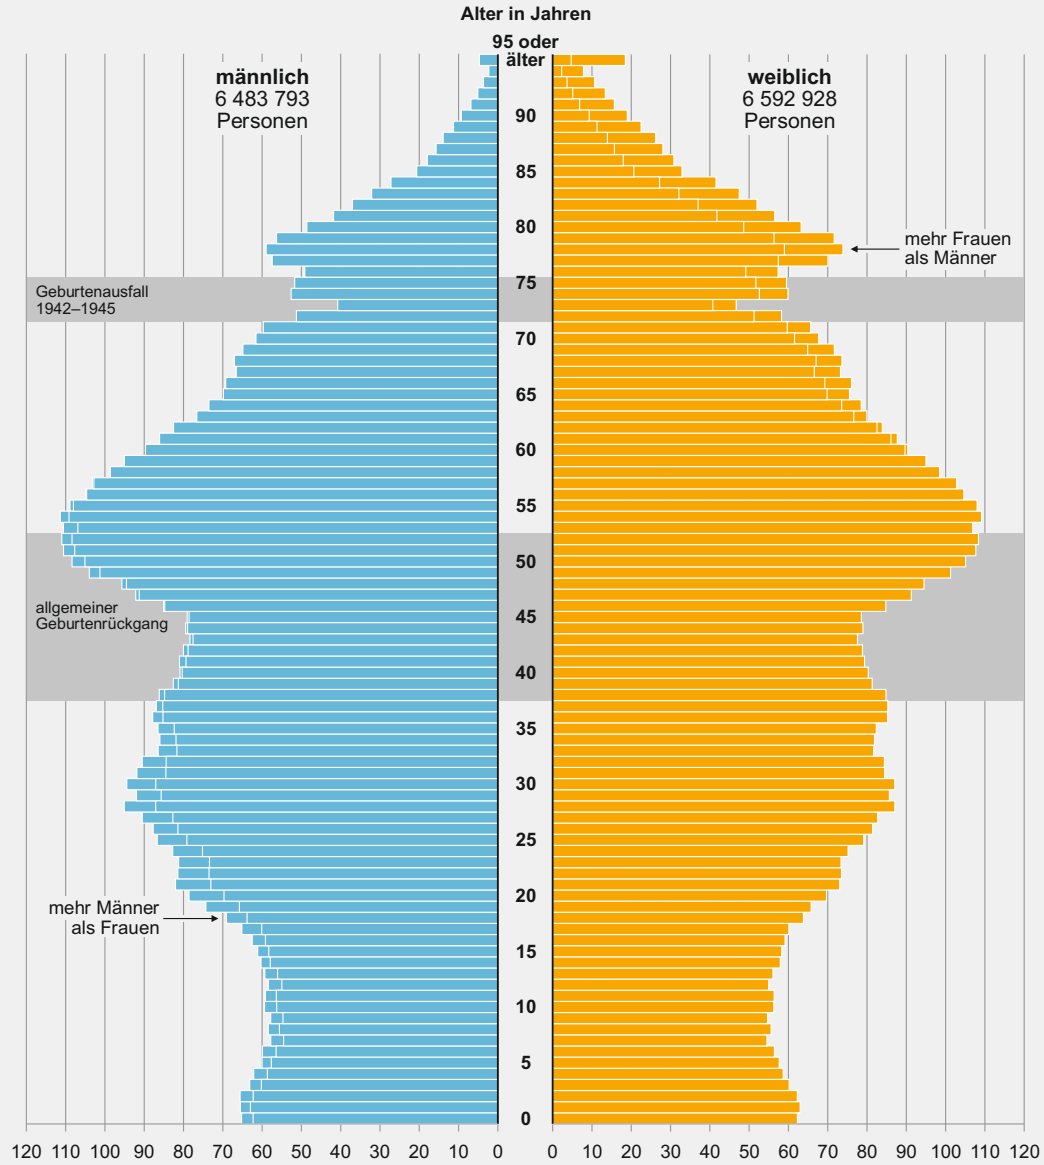 Alter in Jahren
95 oder
älter
männlich
6 483 793
Personen
weiblich
6 592 928
Personen
90
85
80
mehr Frauen
als Männer
75
Geburtenausfall
1942–1945
70
65
60
55
50
allgemeiner
Geburtenrückgang
45
40
35
30
25
20
mehr Männer
als Frauen
15
10
5
0
120 110 100 90 80 70 60 50 40 30 20 10 0 0 10 20 30 40 50 60 70 80 90 100 110 120